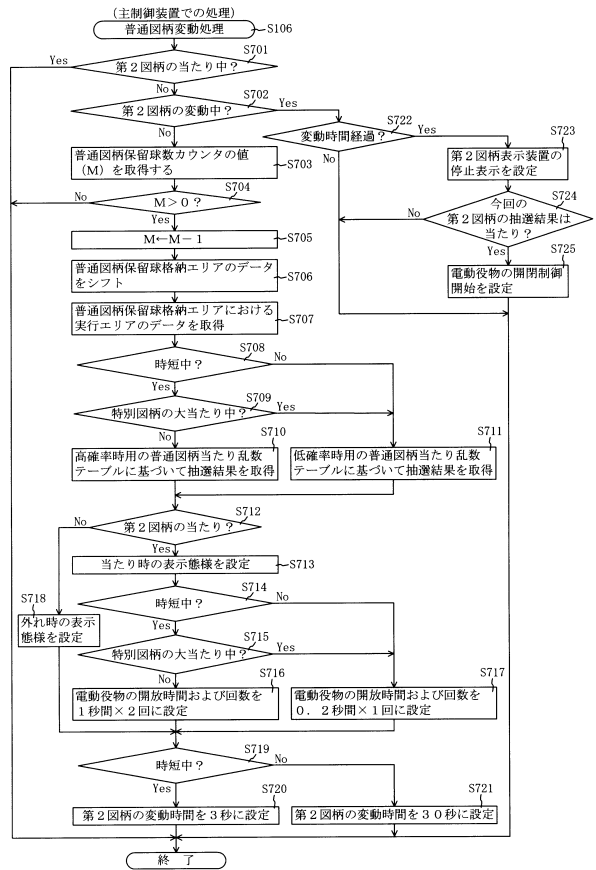 (主制御装置での処理)
普通図柄変動処理
S106
S701
第2図柄の当たり中?
Yes
No
S702
第2図柄の変動中?
Yes
No
S722
変動時間経過?
Yes
No
S723
第2図柄表示装置の
停止表示を設定
普通図柄保留球数カウンタの値
(M)を取得する
S703
S704
M>0?
No
Yes
S724
今回の
第2図柄の抽選結果は
当たり?
No
Yes
M←M-1
S705
S725
電動役物の開閉制御
開始を設定
普通図柄保留球格納エリアのデータ
をシフト
S706
普通図柄保留球格納エリアにおける
実行エリアのデータを取得
S707
S708
時短中?
No
Yes
S709
特別図柄の大当たり中?
Yes
No
S710
高確率時用の普通図柄当たり乱数
テーブルに基づいて抽選結果を取得
S711
低確率時用の普通図柄当たり乱数
テーブルに基づいて抽選結果を取得
S712
第2図柄の当たり?
No
Yes
当たり時の表示態様を設定
S713
S714
時短中?
No
Yes
S718
外れ時の表示
態様を設定
S715
特別図柄の大当たり中?
Yes
No
S716
電動役物の開放時間および回数を
1秒間×2回に設定
S717
電動役物の開放時間および回数を
0.2秒間×1回に設定
S719
時短中?
No
Yes
S720
第2図柄の変動時間を3秒に設定
S721
第2図柄の変動時間を30秒に設定
終 了